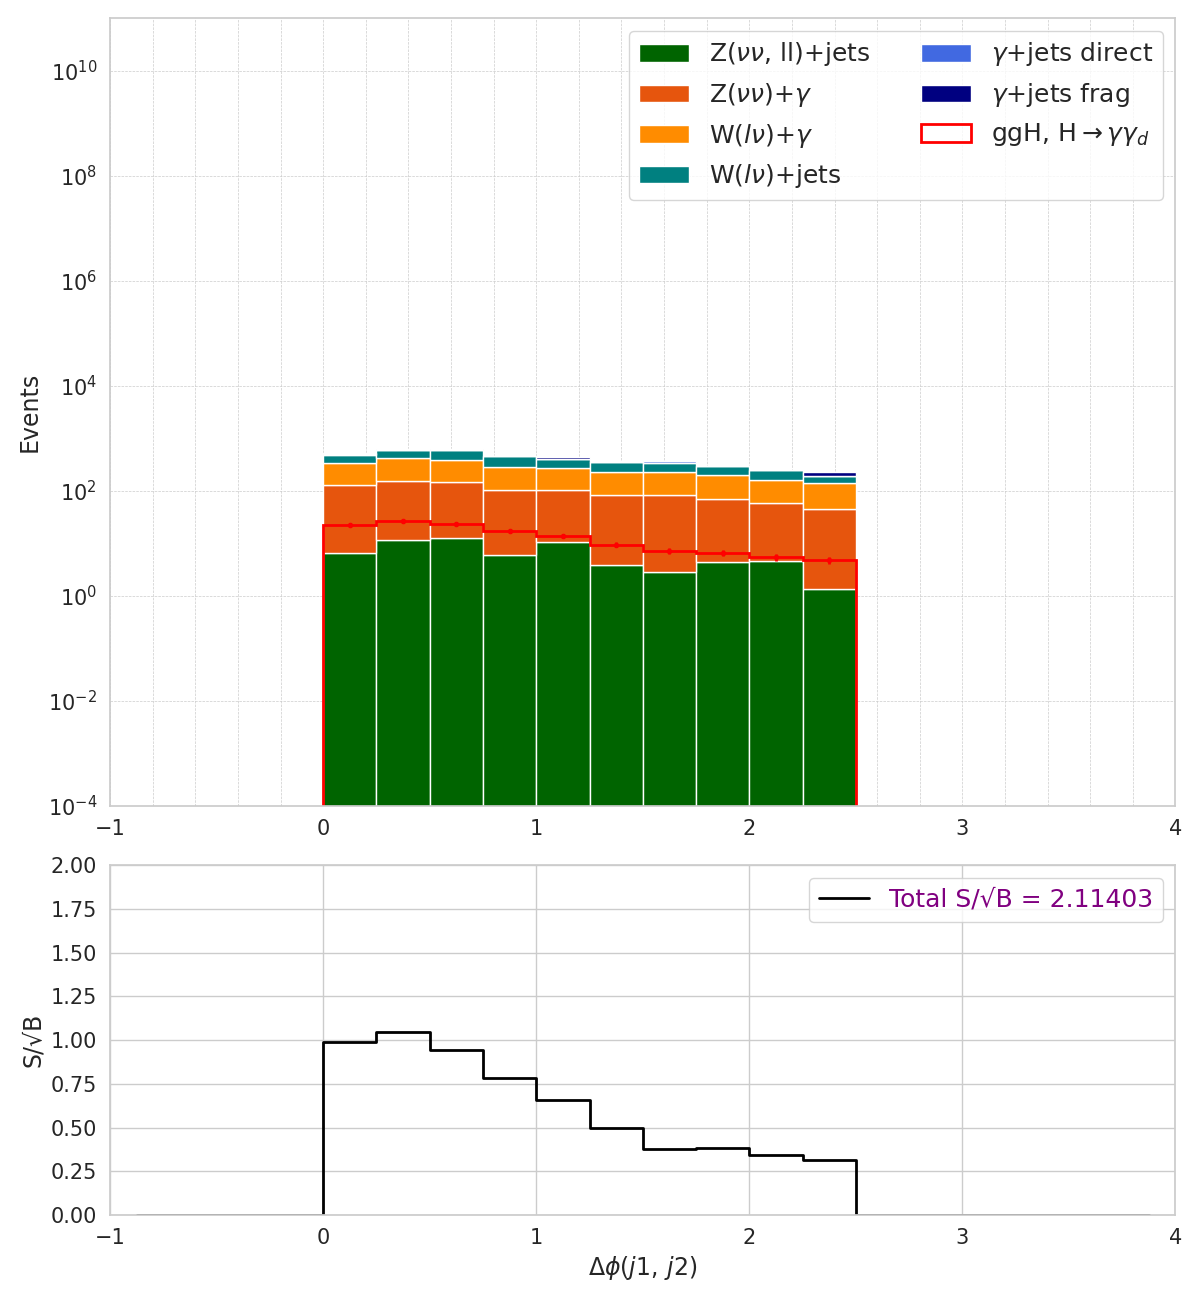 Z(νν, ll)+jets
Z(νν)+γ
W(lν)+γ
W(lν)+jets
γ+jets direct
γ+jets frag
ggH, H→γγ_d
Events
10^10
10^8
10^6
10^4
10^2
10^0
10^−2
10^−4
−1 0 1 2 3 4
Total S/√B = 2.11403
S/√B
2.00
1.75
1.50
1.25
1.00
0.75
0.50
0.25
0.00
−1 0 1 2 3 4
Δϕ(j1, j2)